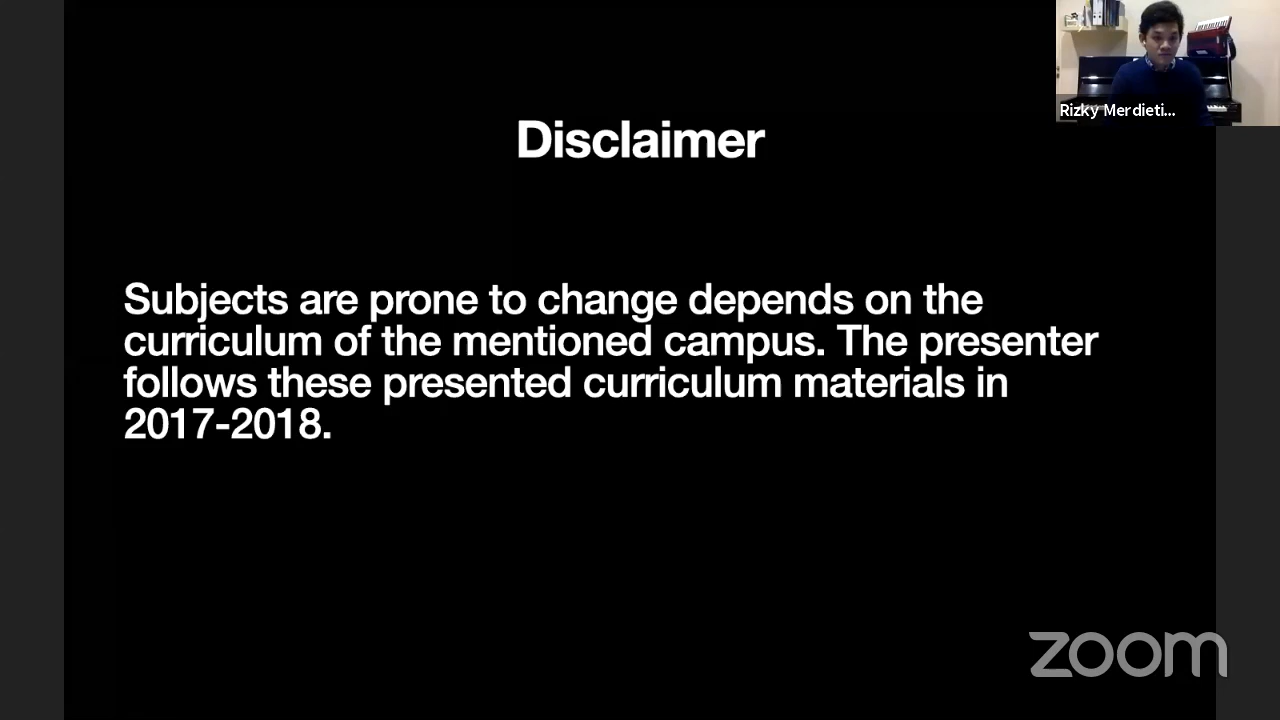 Rizky Merdieti...
Disclaimer
Subjects are prone to change depends on the
curriculum of the mentioned campus. The presenter
follows these presented curriculum materials in
2017-2018.
zoom